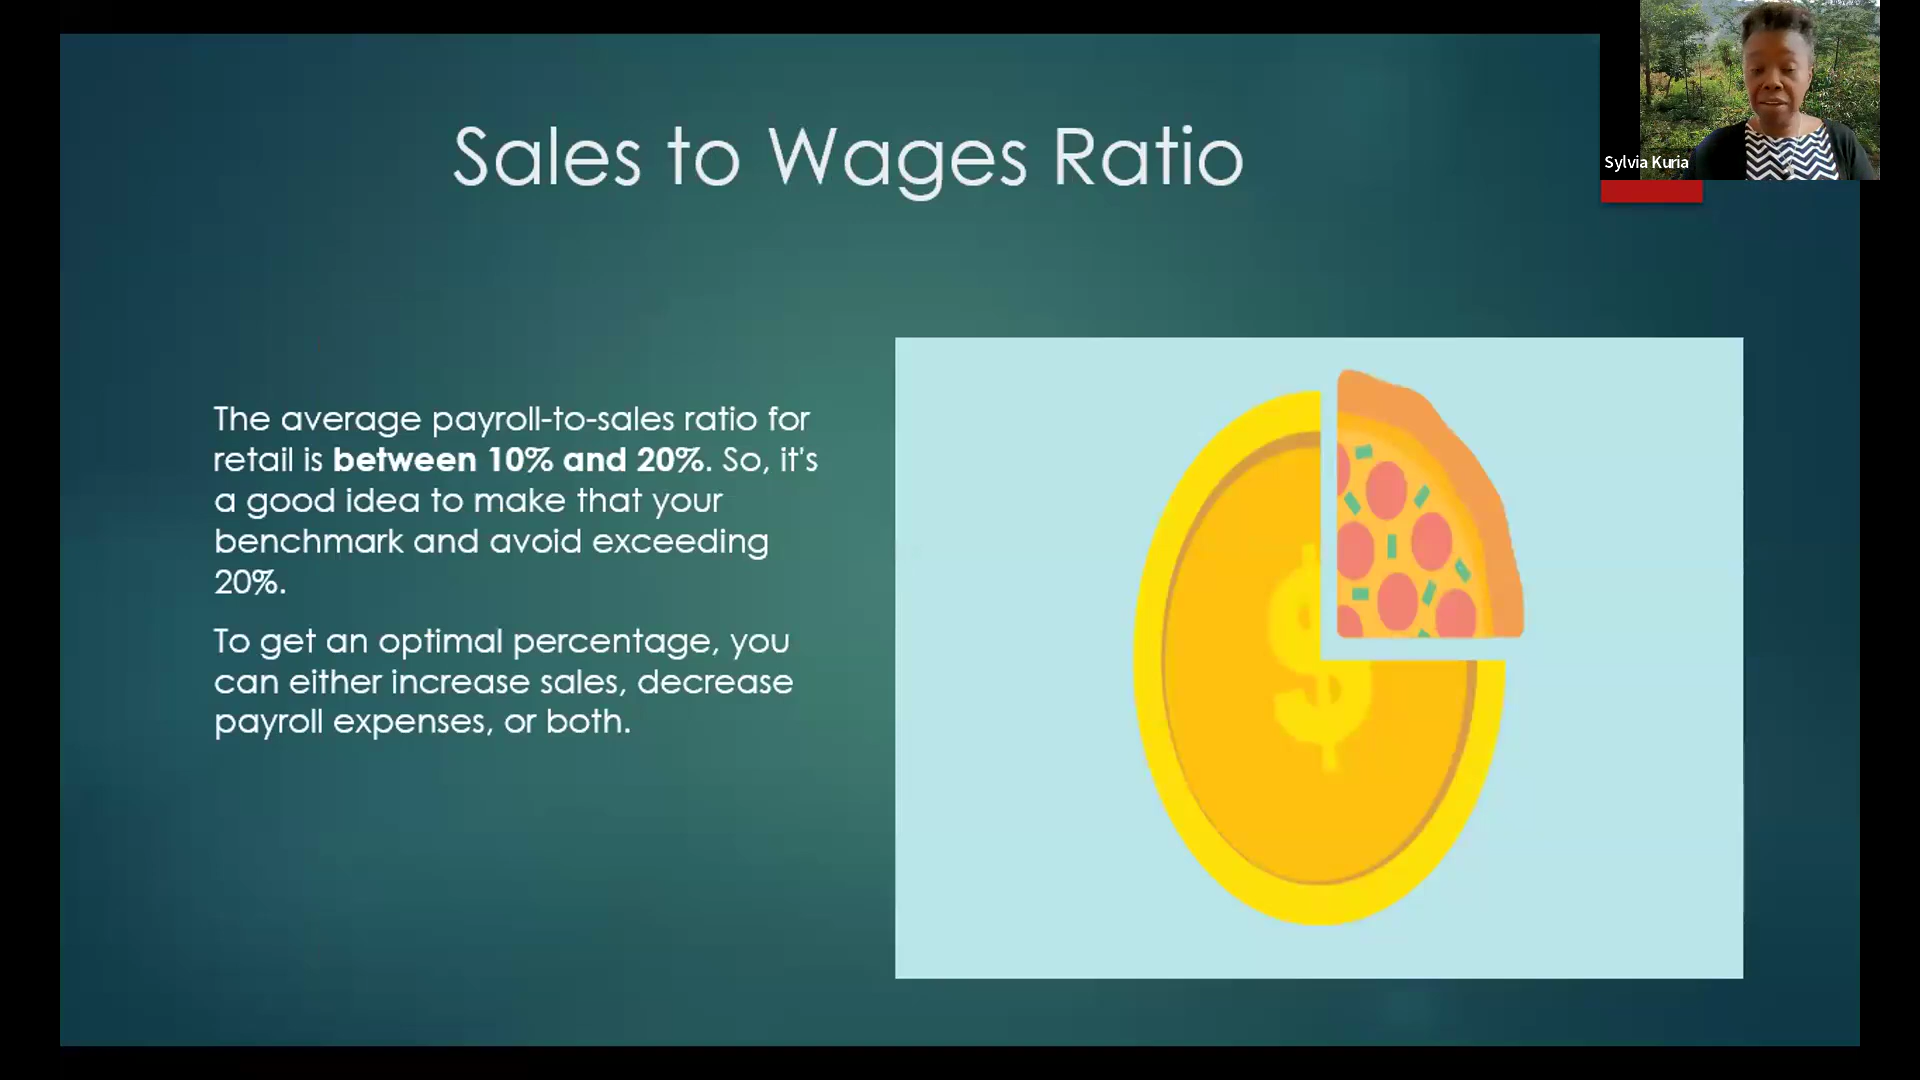 Sales to Wages Ratio
Sylvia Kuria
The average payroll-to-sales ratio for
retail is between 10% and 20%. So, it's
a good idea to make that your
benchmark and avoid exceeding
20%.
To get an optimal percentage, you
can either increase sales, decrease
payroll expenses, or both.
$